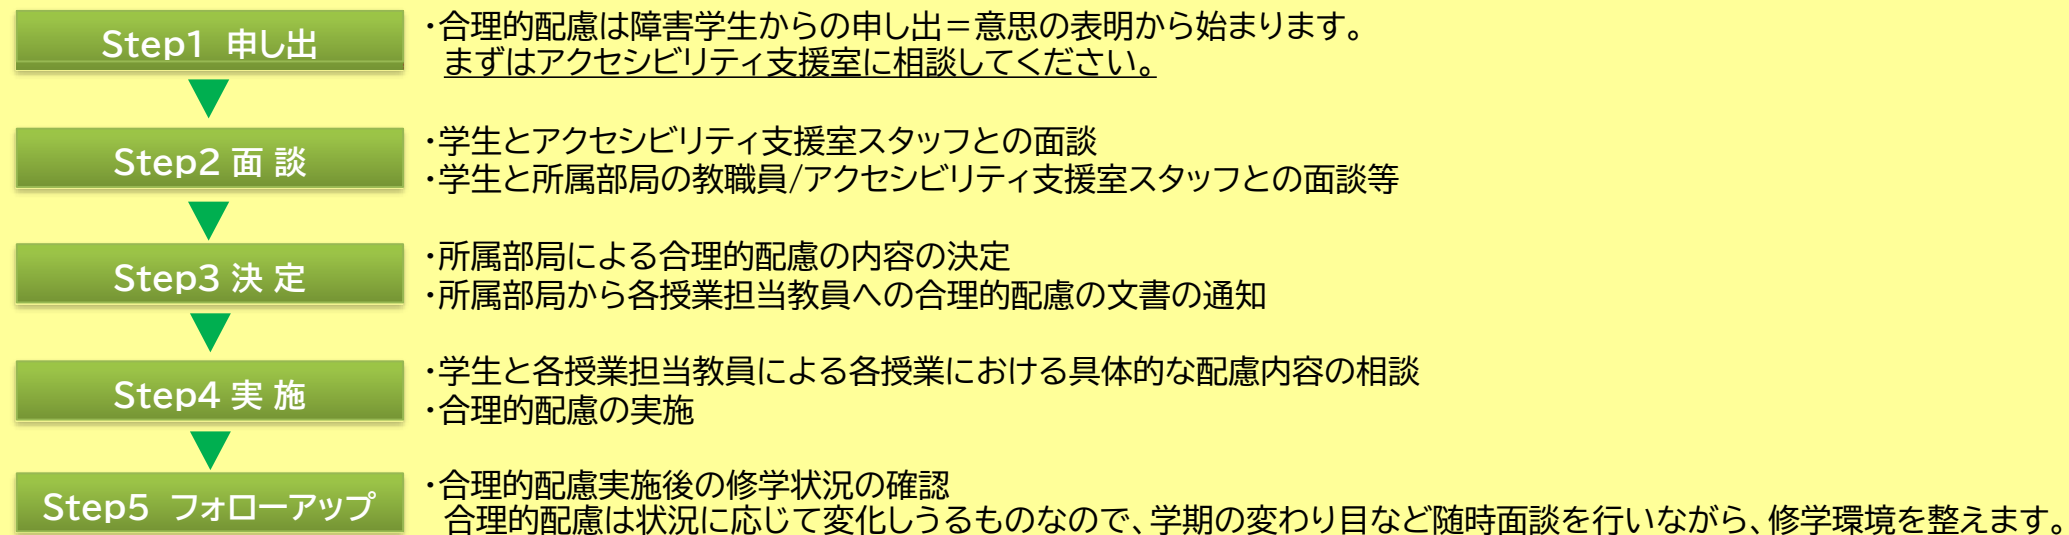 Step1 申し出
・合理的配慮は障害学生からの申し出＝意思の表明から始まります。
まずはアクセシビリティ支援室に相談してください。
Step2 面 談
・学生とアクセシビリティ支援室スタッフとの面談
・学生と所属部局の教職員/アクセシビリティ支援室スタッフとの面談等
Step3 決 定
・所属部局による合理的配慮の内容の決定
・所属部局から各授業担当教員への合理的配慮の文書の通知
Step4 実 施
・学生と各授業担当教員による各授業における具体的な配慮内容の相談
・合理的配慮の実施
Step5 フォローアップ
・合理的配慮実施後の修学状況の確認
合理的配慮は状況に応じて変化しうるものなので、学期の変わり目など随時面談を行いながら、修学環境を整えます。